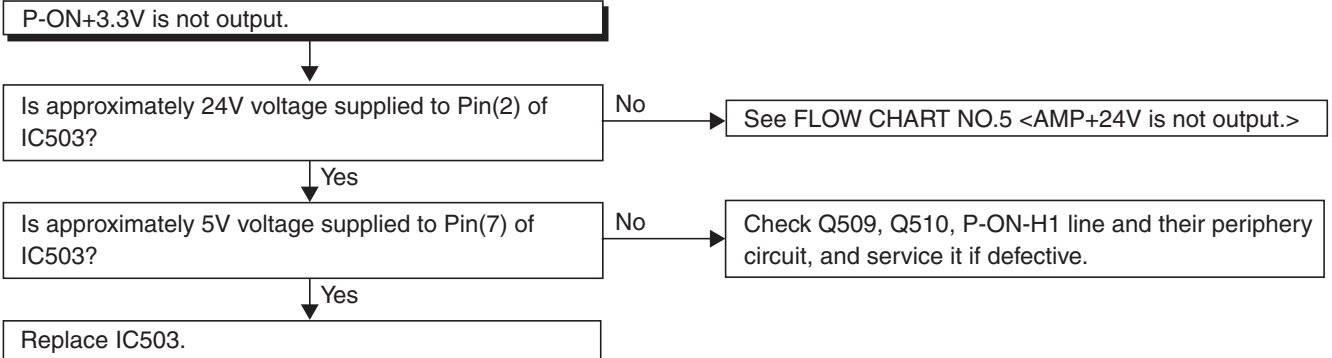 P-ON+3.3V is not output.
Is approximately 24V voltage supplied to Pin(2) of
IC503?
No
See FLOW CHART NO.5 <AMP+24V is not output.>
Yes
Is approximately 5V voltage supplied to Pin(7) of
IC503?
No
Check Q509, Q510, P-ON-H1 line and their periphery
circuit, and service it if defective.
Yes
Replace IC503.